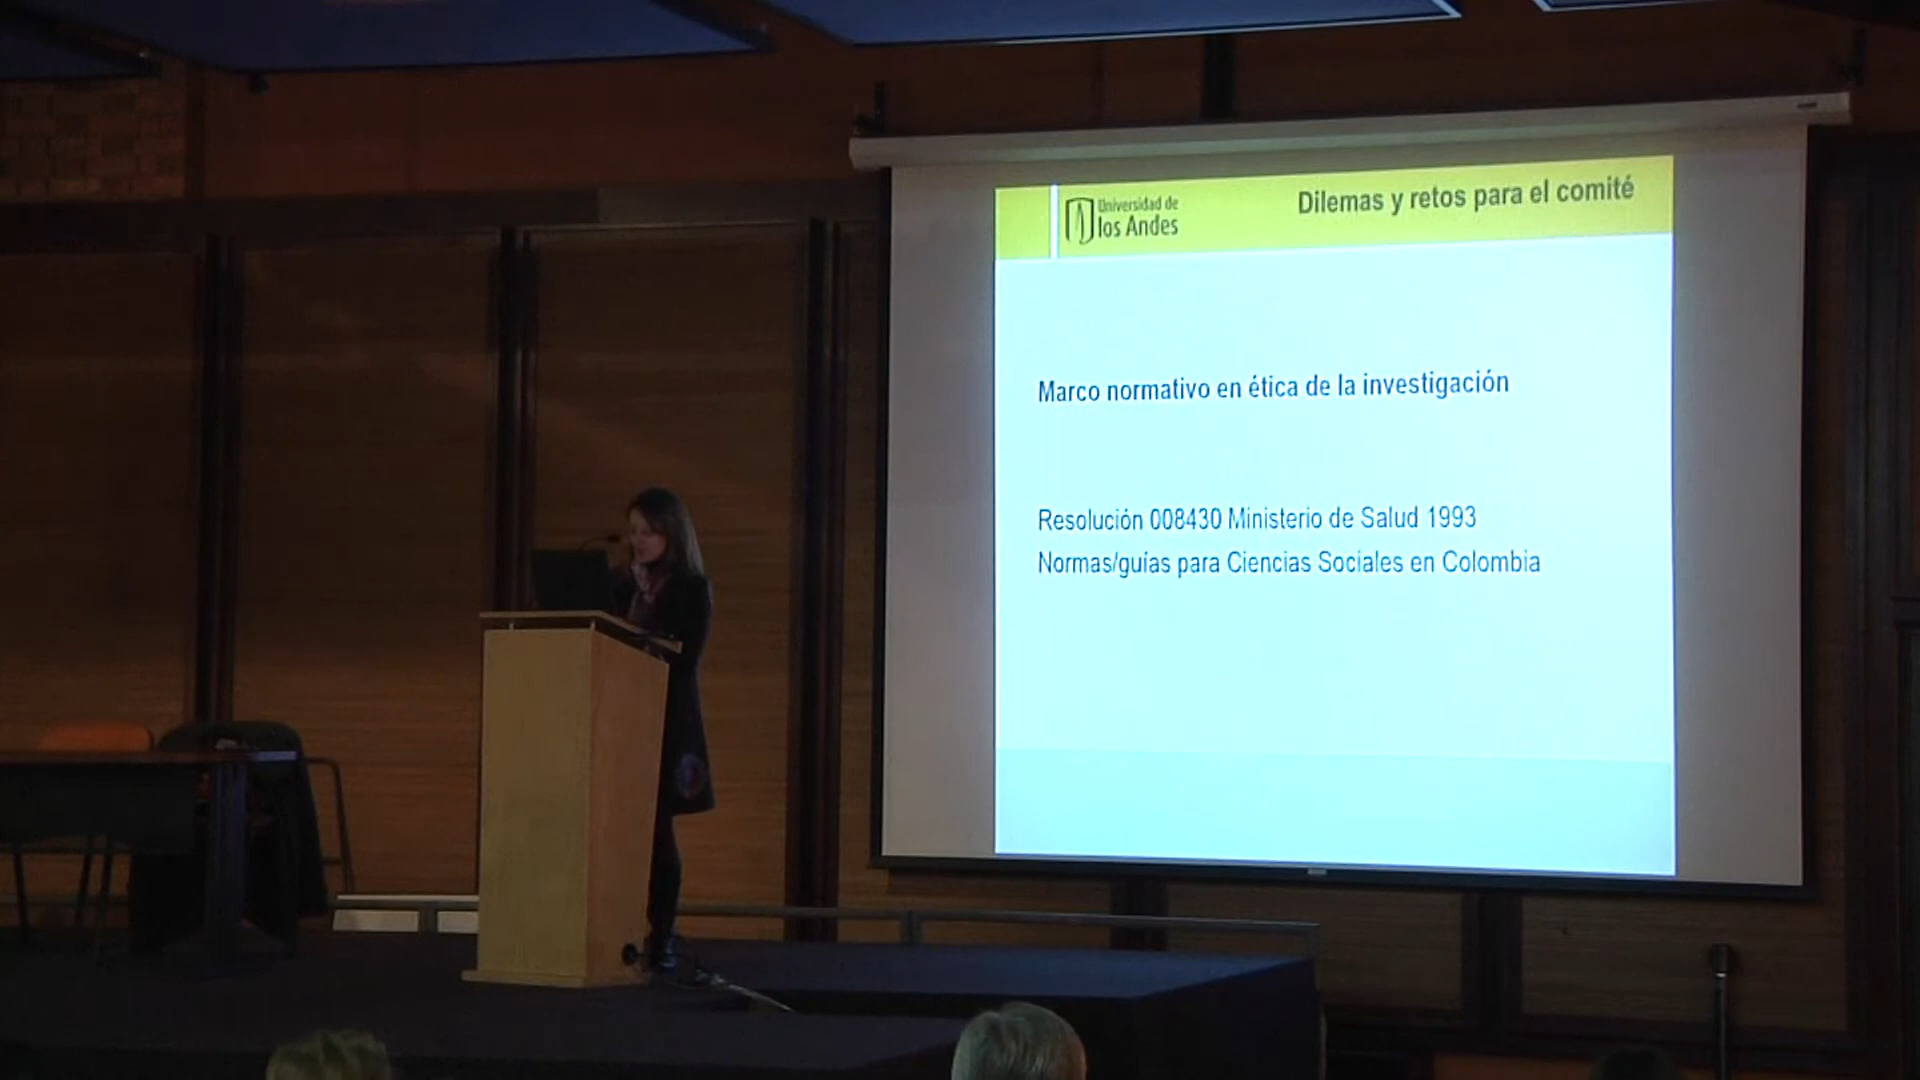 Universidad de
los Andes
Dilemas y retos para el comité
Marco normativo en ética de la investigación
Resolución 008430 Ministerio de Salud 1993
Normas/guías para Ciencias Sociales en Colombia